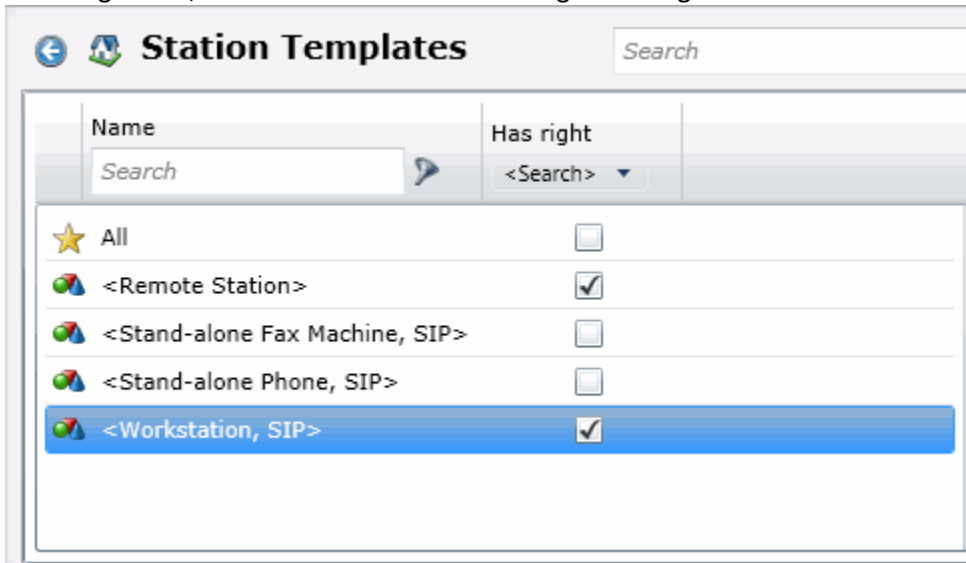 Station Templates Search
Name Has right
Search <Search>
All
<Remote Station>
<Stand-alone Fax Machine, SIP>
<Stand-alone Phone, SIP>
<Workstation, SIP>